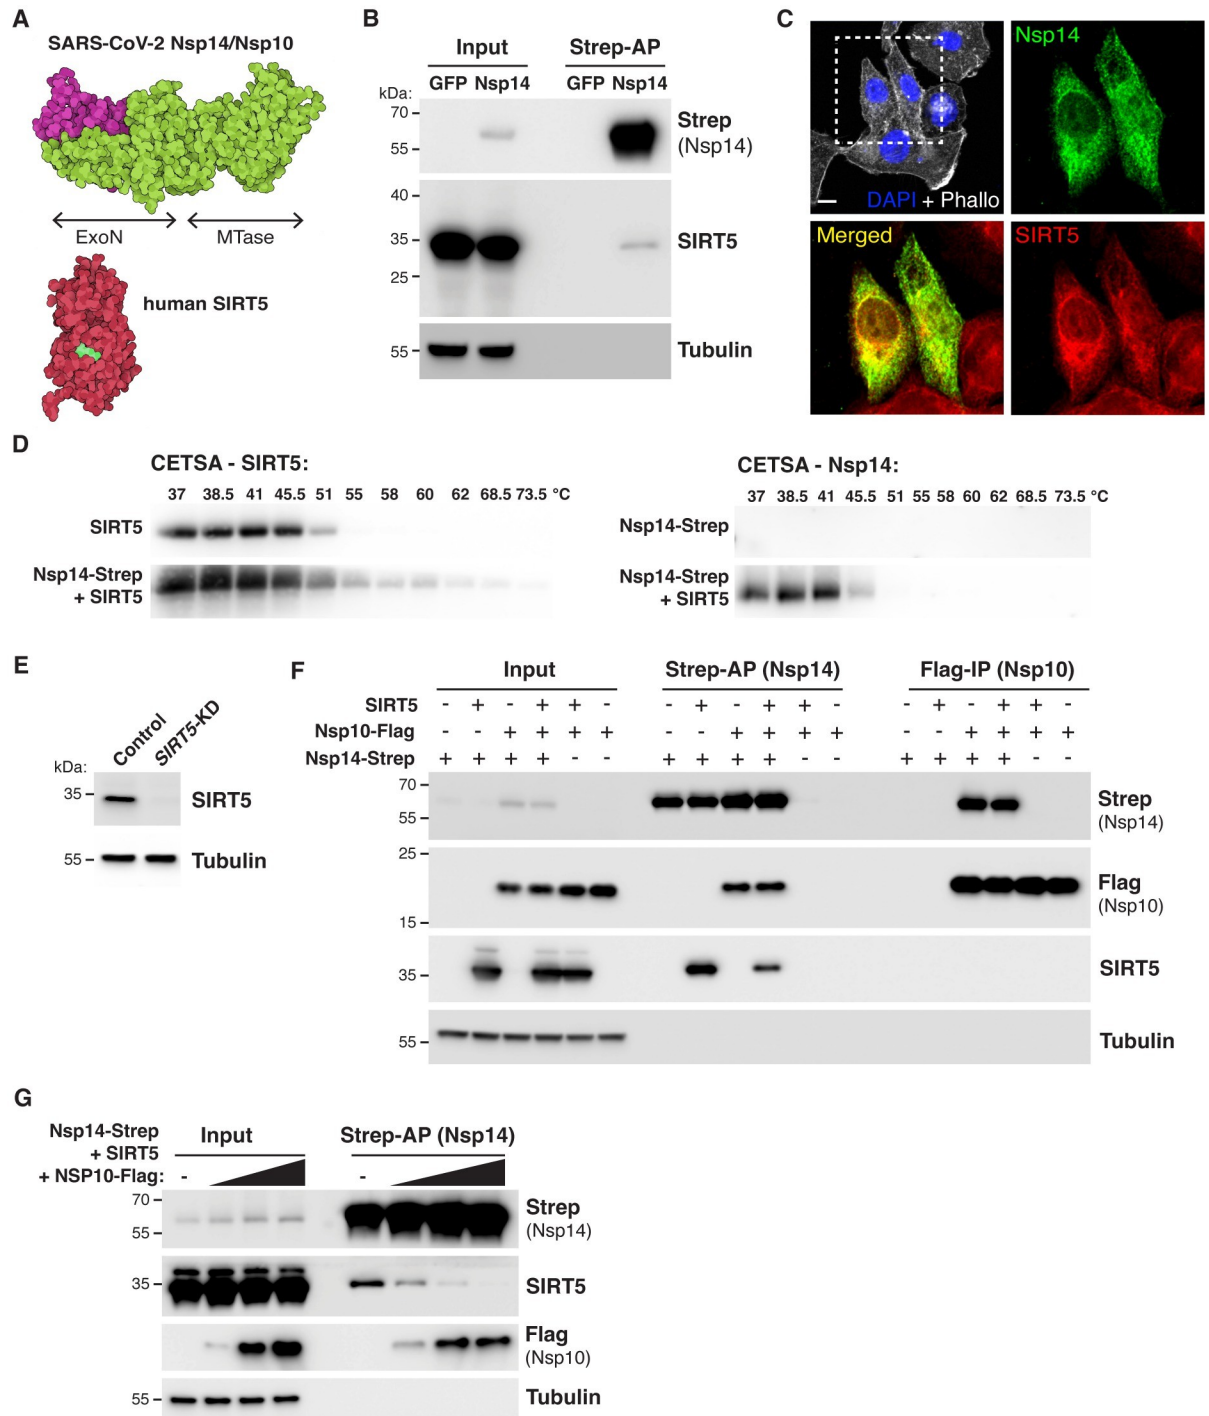 A
SARS-CoV-2 Nsp14/Nsp10
ExoN MTase
human SIRT5
B
Input Strep-AP
GFP Nsp14 GFP Nsp14
kDa:
70
55
Strep
(Nsp14)
40
35
25
SIRT5
55
Tubulin
C
DAPI + Phallo
Nsp14
Merged
SIRT5
D
CETSA - SIRT5:
37 38.5 41 45.5 51 55 58 60 62 68.5 73.5 °C
SIRT5
Nsp14-Strep
+ SIRT5
CETSA - Nsp14:
37 38.5 41 45.5 51 55 58 60 62 68.5 73.5 °C
Nsp14-Strep
Nsp14-Strep
+ SIRT5
E
Control SIRT5-KD
kDa:
35
SIRT5
55
Tubulin
F
Input Strep-AP (Nsp14) Flag-IP (Nsp10)
SIRT5 - + - + + - - + - + + - - + - + + -
Nsp10-Flag - - + + + + - - + + + + - - + + + +
Nsp14-Strep + + + + - - + + + + - - + + + + - -
70
55
Strep
(Nsp14)
25
15
Flag
(Nsp10)
35
SIRT5
55
Tubulin
G
Nsp14-Strep
+ SIRT5
+ NSP10-Flag:
Input Strep-AP (Nsp14)
- -
70
55
Strep
(Nsp14)
35
SIRT5
Flag
(Nsp10)
55
Tubulin